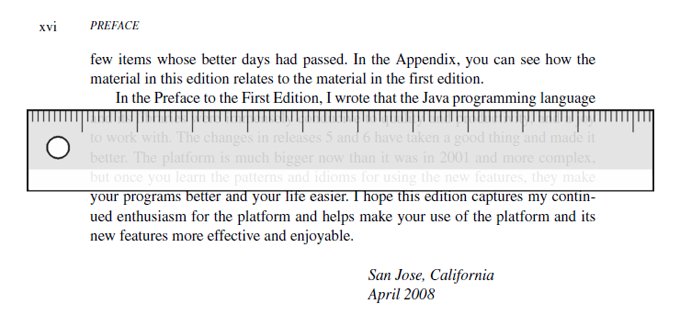 xvi PREFACE
few items whose better days had passed. In the Appendix, you can see how the
material in this edition relates to the material in the first edition.
In the Preface to the First Edition, I wrote that the Java programming language
to work with. The changes in releases 5 and 6 have taken a good thing and made it
better. The platform is much bigger now than it was in 2001 and more complex,
but once you learn the patterns and idioms for using the new features, they make
your programs better and your life easier. I hope this edition captures my contin-
ued enthusiasm for the platform and helps make your use of the platform and its
new features more effective and enjoyable.
San Jose, California
April 2008